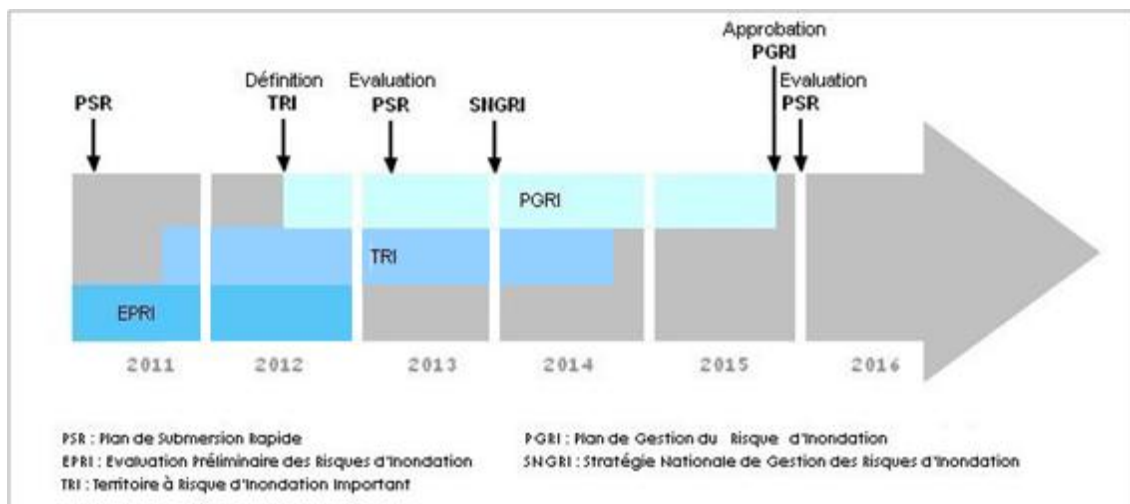 Approbation
PGRI
Définition
TRI
Evaluation
PSR
Evaluation
PSR
PSR
SNGRI
PGRI
TRI
EPRI
2011 2012 2013 2014 2015 2016
PSR : Plan de Submersion Rapide
EPRI : Evaluation Préliminaire des Risques d'Inondation
TRI : Territoire à Risque d'Inondation Important
PGRI : Plan de Gestion du Risque d'Inondation
SNGRI : Stratégie Nationale de Gestion des Risques d'Inondation